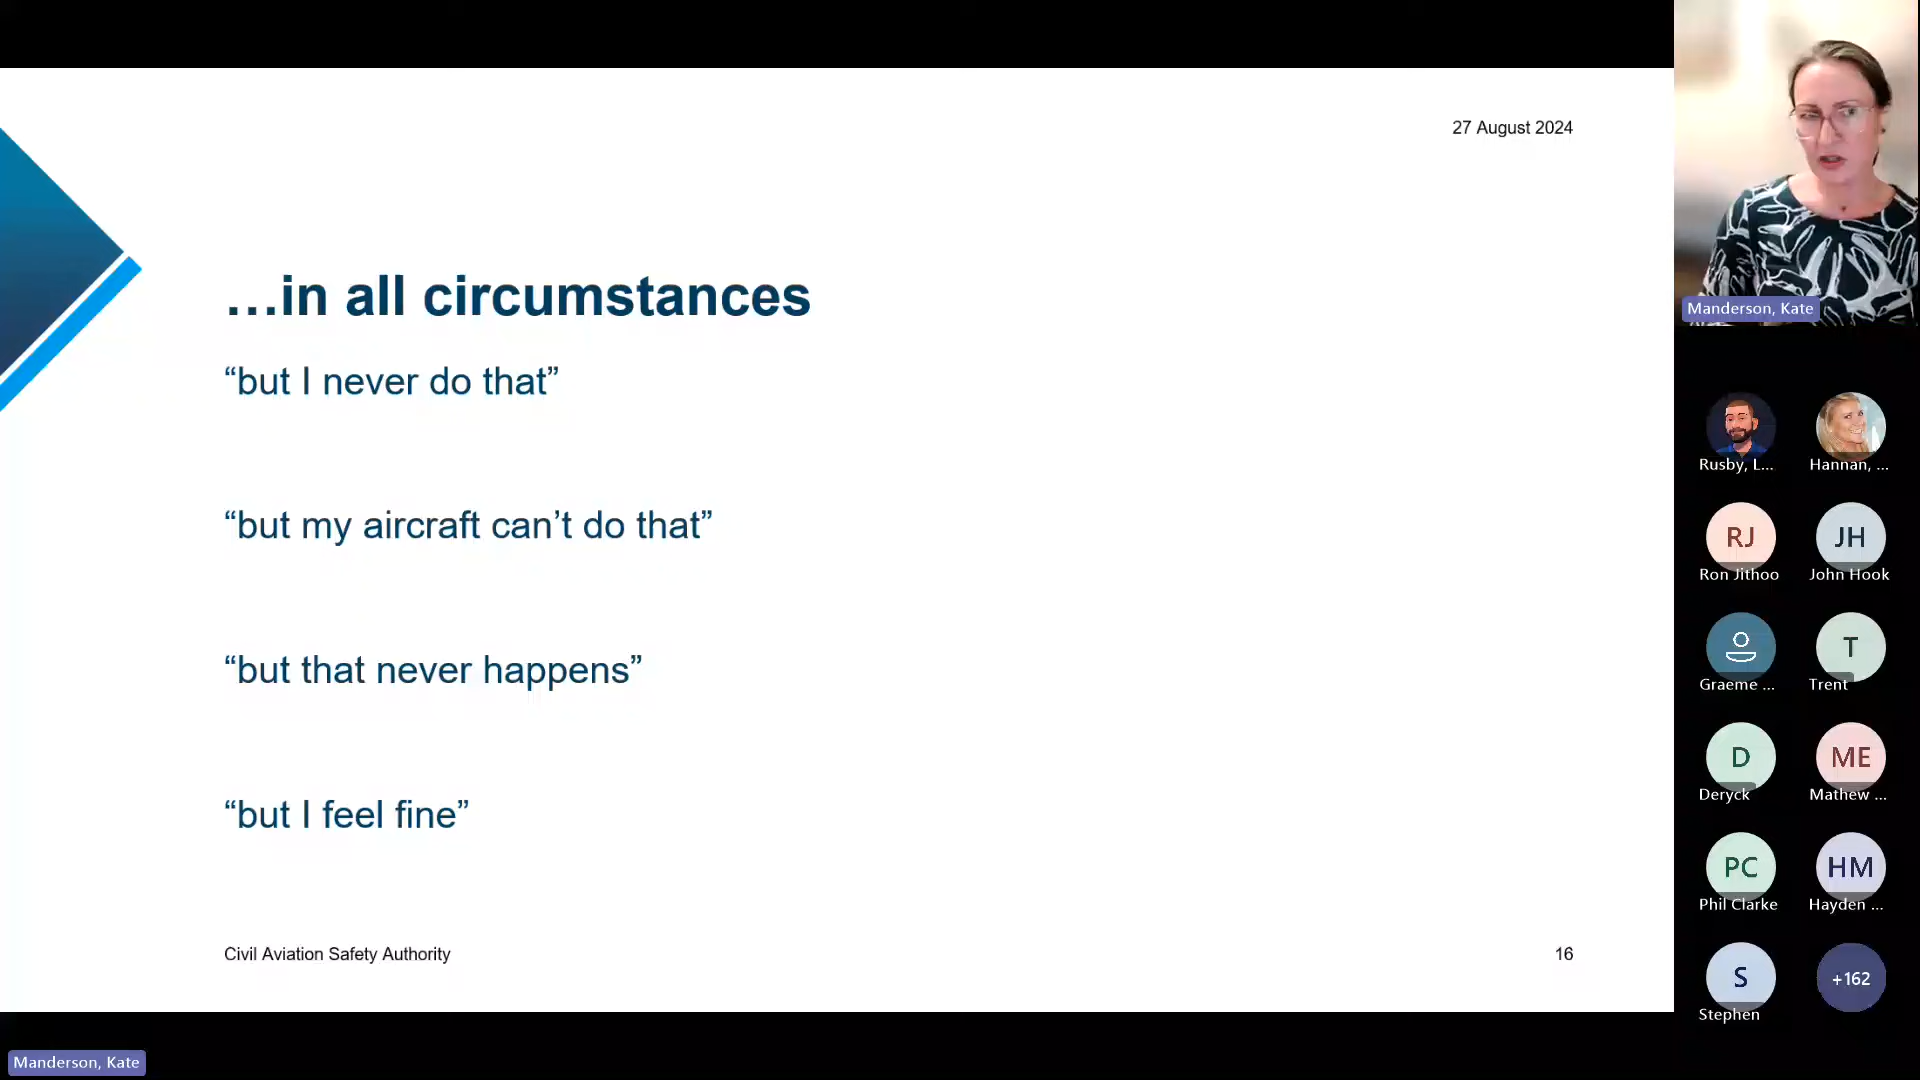 27 August 2024
…in all circumstances
“but I never do that”
“but my aircraft can’t do that”
“but that never happens”
“but I feel fine”
Civil Aviation Safety Authority
16
Manderson, Kate
Manderson, Kate
Rusby, L...
Hannan, ...
RJ
JH
Ron Jithoo
John Hook
T
Graeme ...
Trent
D
ME
Deryck
Mathew ...
PC
HM
Phil Clarke
Hayden ...
S
+162
Stephen